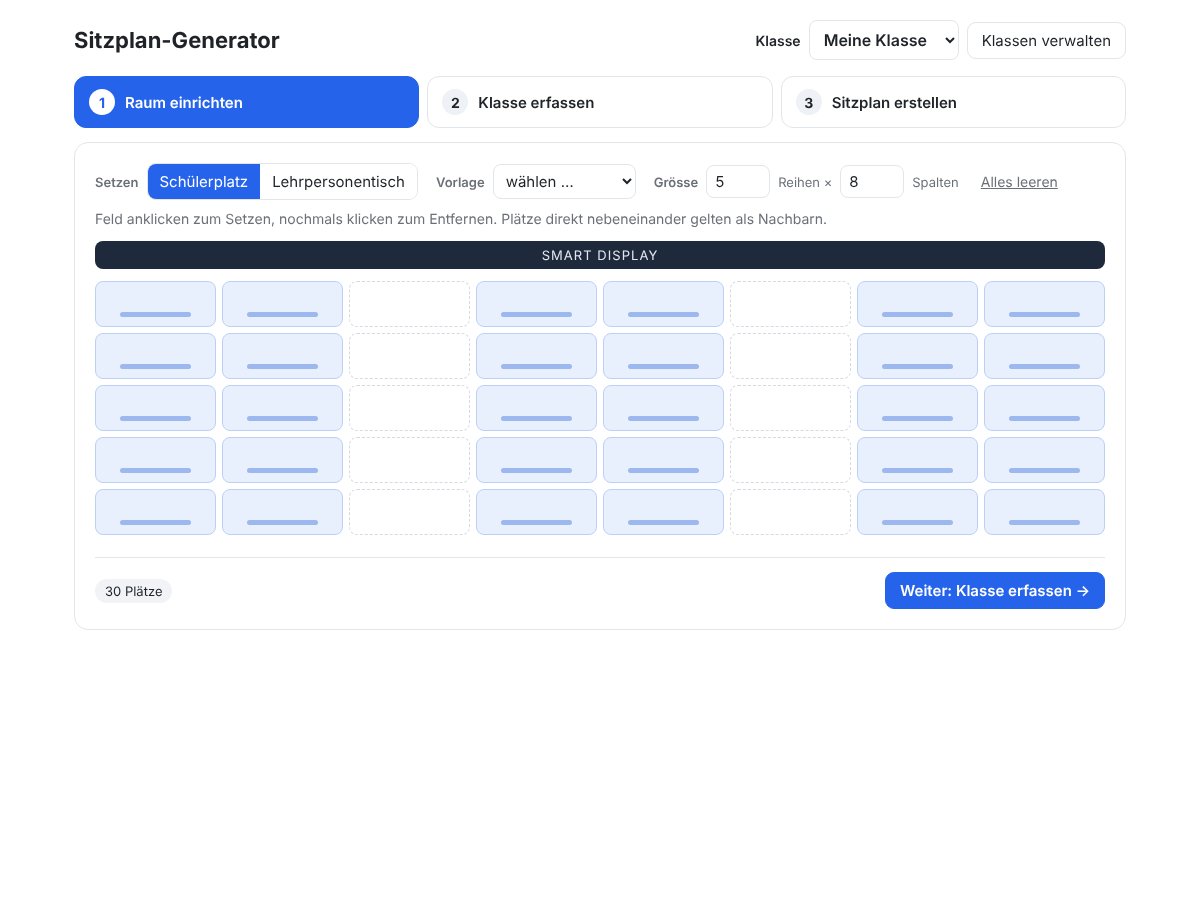 Sitzplan-Generator
Klasse Meine Klasse Klassen verwalten
1 Raum einrichten
2 Klasse erfassen
3 Sitzplan erstellen
Setzen Schülerplatz Lehrpersonentisch Vorlage wählen ... Grösse 5 Reihen × 8 Spalten Alles leeren
Feld anklicken zum Setzen, nochmals klicken zum Entfernen. Plätze direkt nebeneinander gelten als Nachbarn.
SMART DISPLAY
30 Plätze
Weiter: Klasse erfassen →